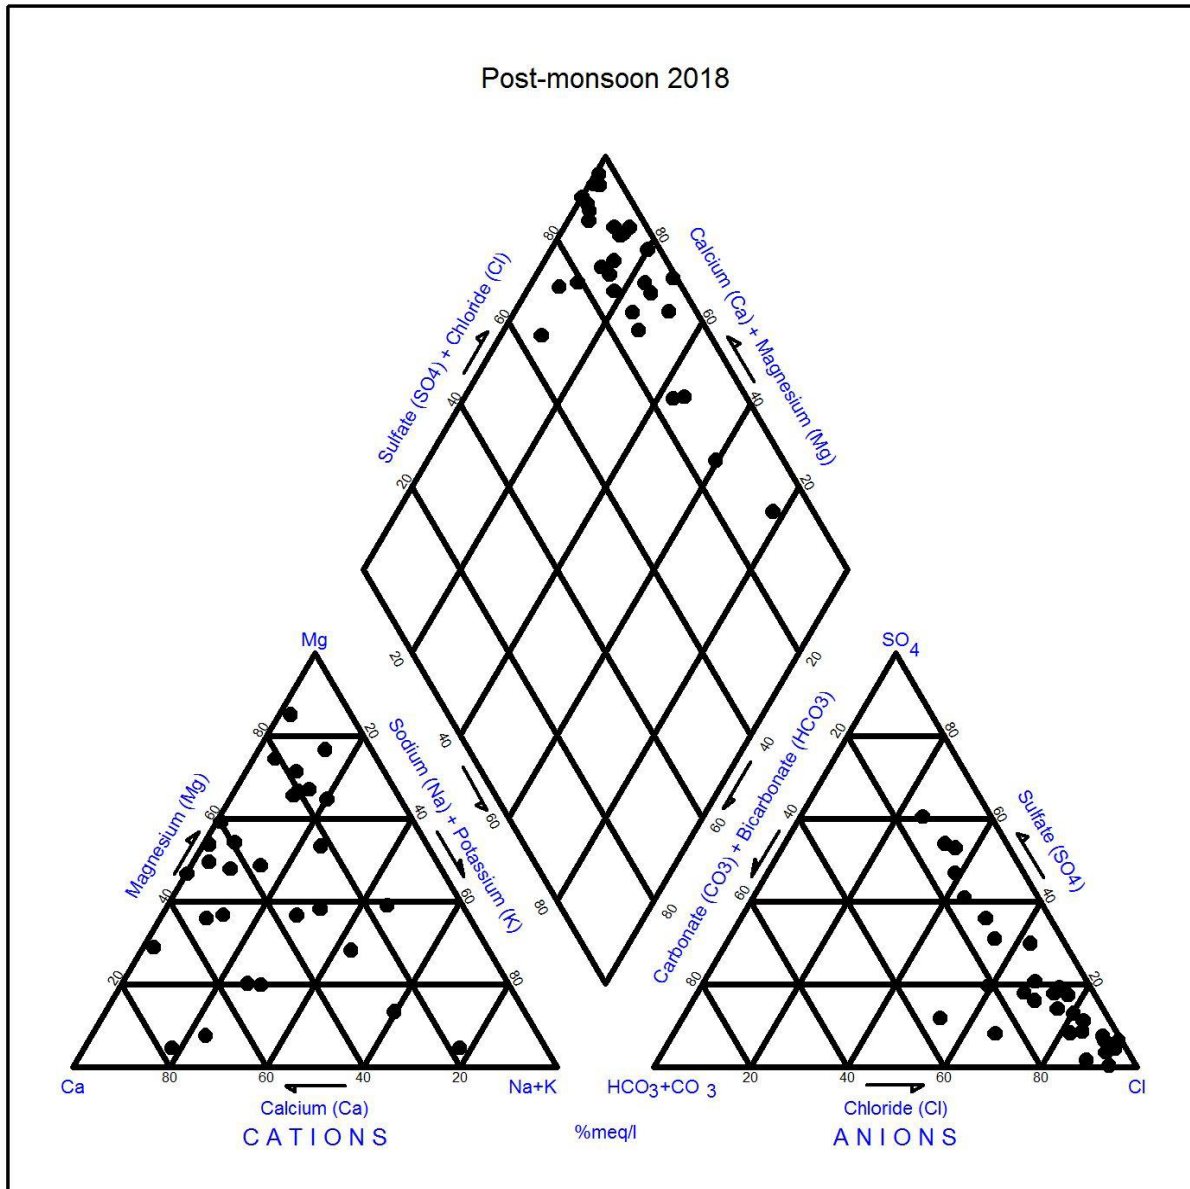 Post-monsoon 2018
80
80
Sulfate (SO4) + Chloride (Cl)
Calcium (Ca) + Magnesium (Mg)
60
60
40
40
20
20
20
20
40
40
60
60
80
80
Mg
Magnesium (Mg)
Sodium (Na) + Potassium (K)
80
20
60
40
40
60
20
80
Ca
80
60
40
20
Na+K
Calcium (Ca)
CATIONS
%meq/l
SO4
Carbonate (CO3) + Bicarbonate (HCO3)
Sulfate (SO4)
20
80
40
60
60
40
80
20
HCO3+CO 3
20
40
60
80
Cl
Chloride (Cl)
ANIONS